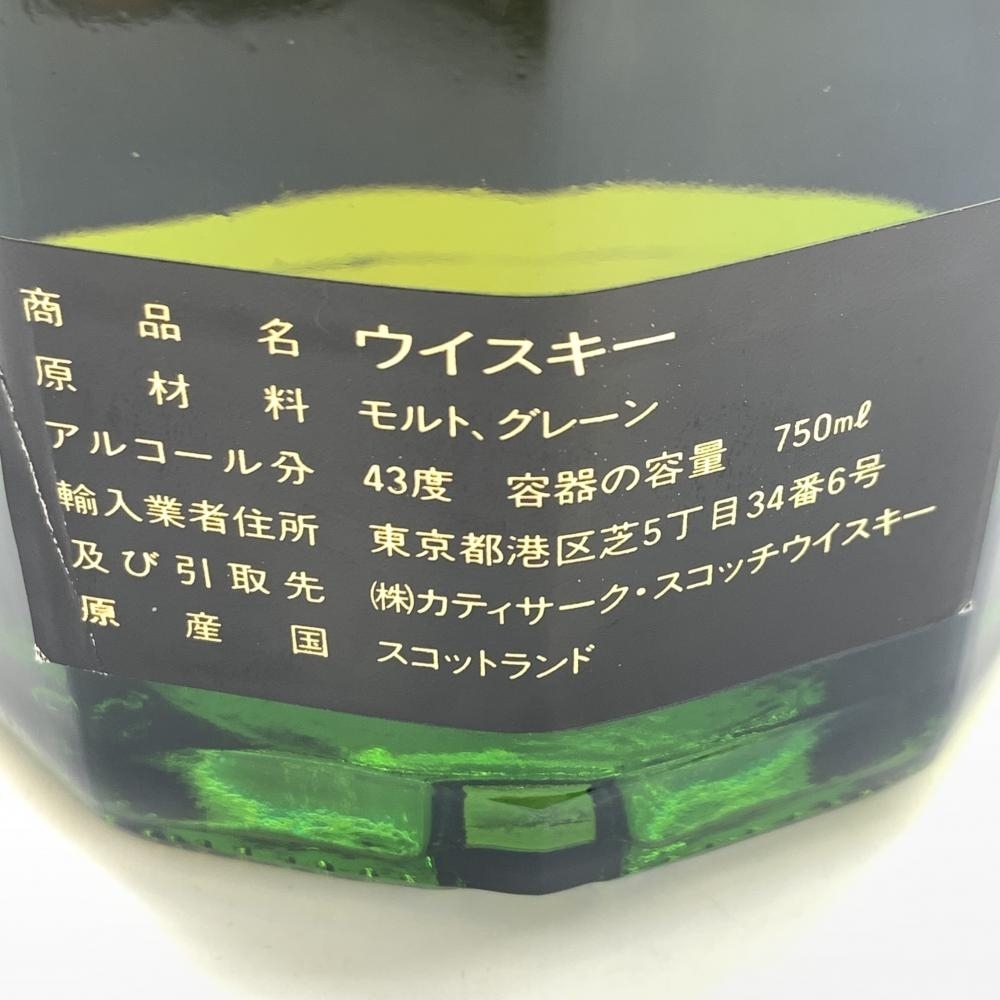 商品名 ウイスキー
原材料 モルト、グレーン
アルコール分 43度 容器の容量 750mℓ
輸入業者住所 東京都港区芝5丁目34番6号
及び引取先 ㈱カティサーク・スコッチウイスキー
原産国 スコットランド